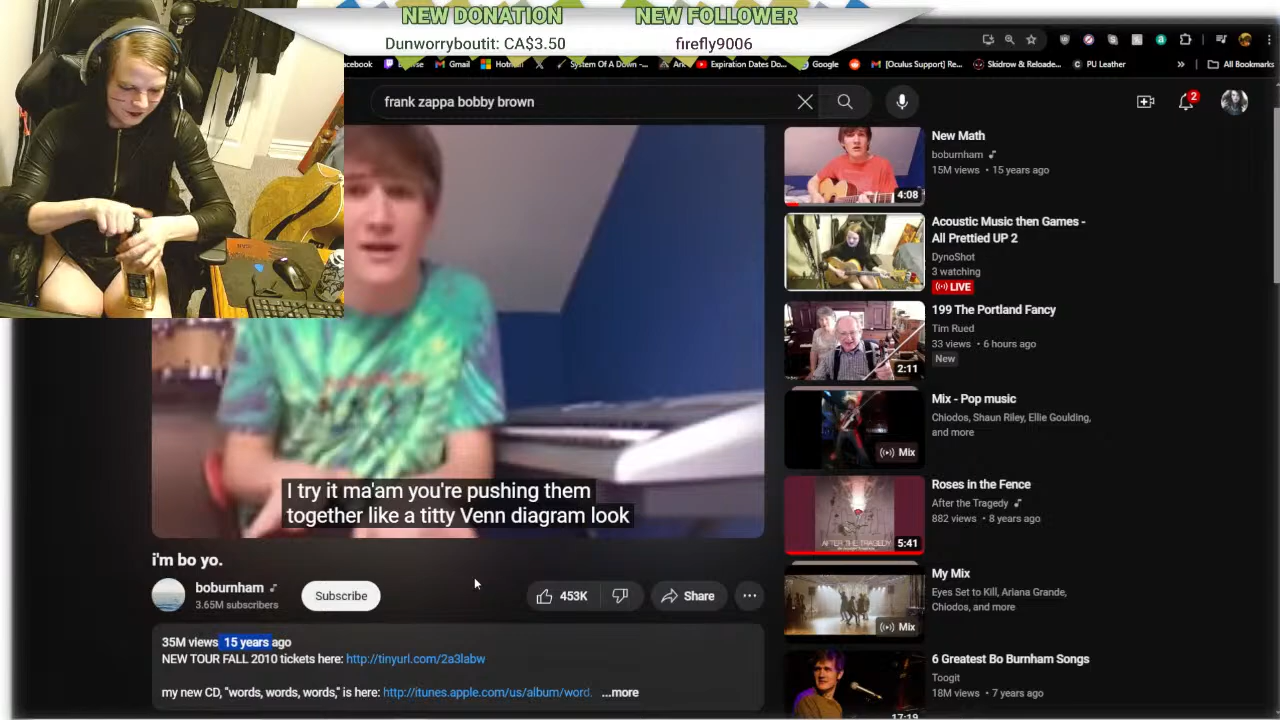 NEW DONATION
NEW FOLLOWER
Dunworryboutit: CA$3.50
firefly9006
Gmail
System Of A Down -...
Expiration Dates Do...
Google
[Oculus Support] Re...
Skidrow & Reloade...
PU Leather
»
All Bookmarks
frank zappa bobby brown
2
I try it ma'am you're pushing them
together like a titty Venn diagram look
i'm bo yo.
boburnham
3.65M subscribers
Subscribe
453K
Share
35M views 15 years ago
NEW TOUR FALL 2010 tickets here: http://tinyurl.com/2a3labw
my new CD, "words, words, words," is here: http://itunes.apple.com/us/album/word. ...more
4:08
New Math
boburnham
15M views • 15 years ago
Acoustic Music then Games -
All Prettied UP 2
DynoShot
3 watching
LIVE
2:11
199 The Portland Fancy
Tim Rued
33 views • 6 hours ago
New
Mix
Mix - Pop music
Chiodos, Shaun Riley, Ellie Goulding,
and more
AFTER THE TRAGEDY
5:41
Roses in the Fence
After the Tragedy
882 views • 8 years ago
Mix
My Mix
Eyes Set to Kill, Ariana Grande,
Chiodos, and more
17:19
6 Greatest Bo Burnham Songs
Toogit
18M views • 7 years ago